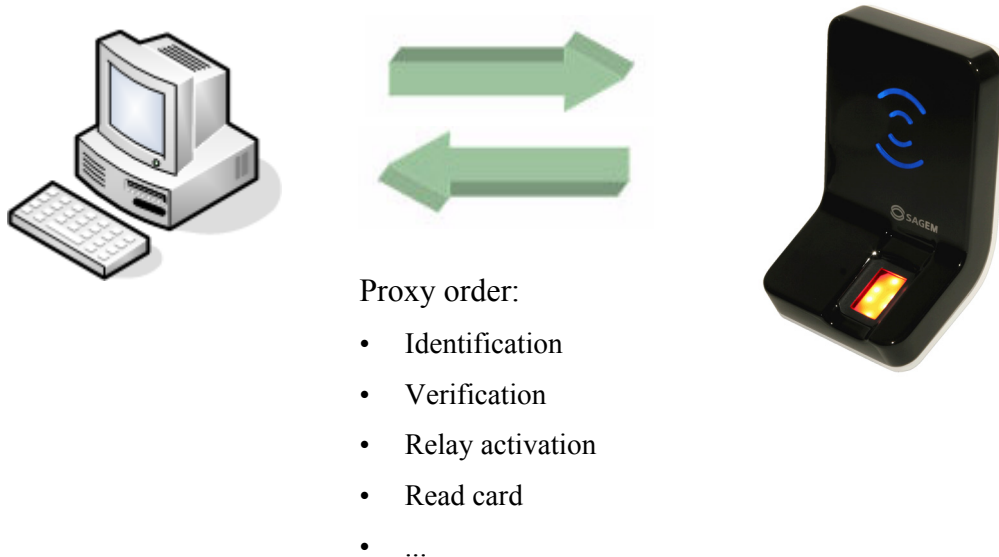 SAGEM
Proxy order:
• Identification
• Verification
• Relay activation
• Read card
• ...